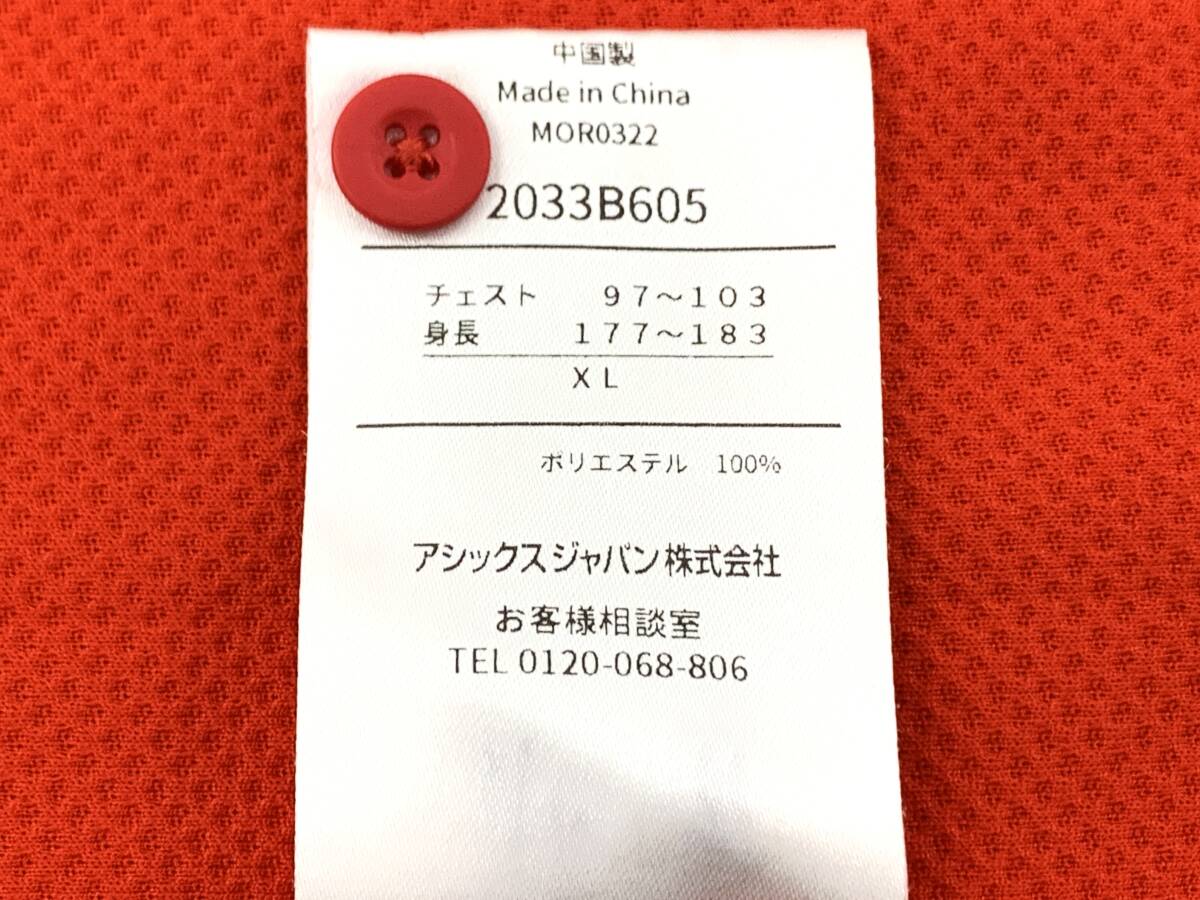 中国製
Made in China
MOR0322
2033B605
チェスト　９７～１０３
身長　１７７～１８３
ＸＬ
ポリエステル　100%
アシックスジャパン株式会社
お客様相談室
TEL 0120-068-806